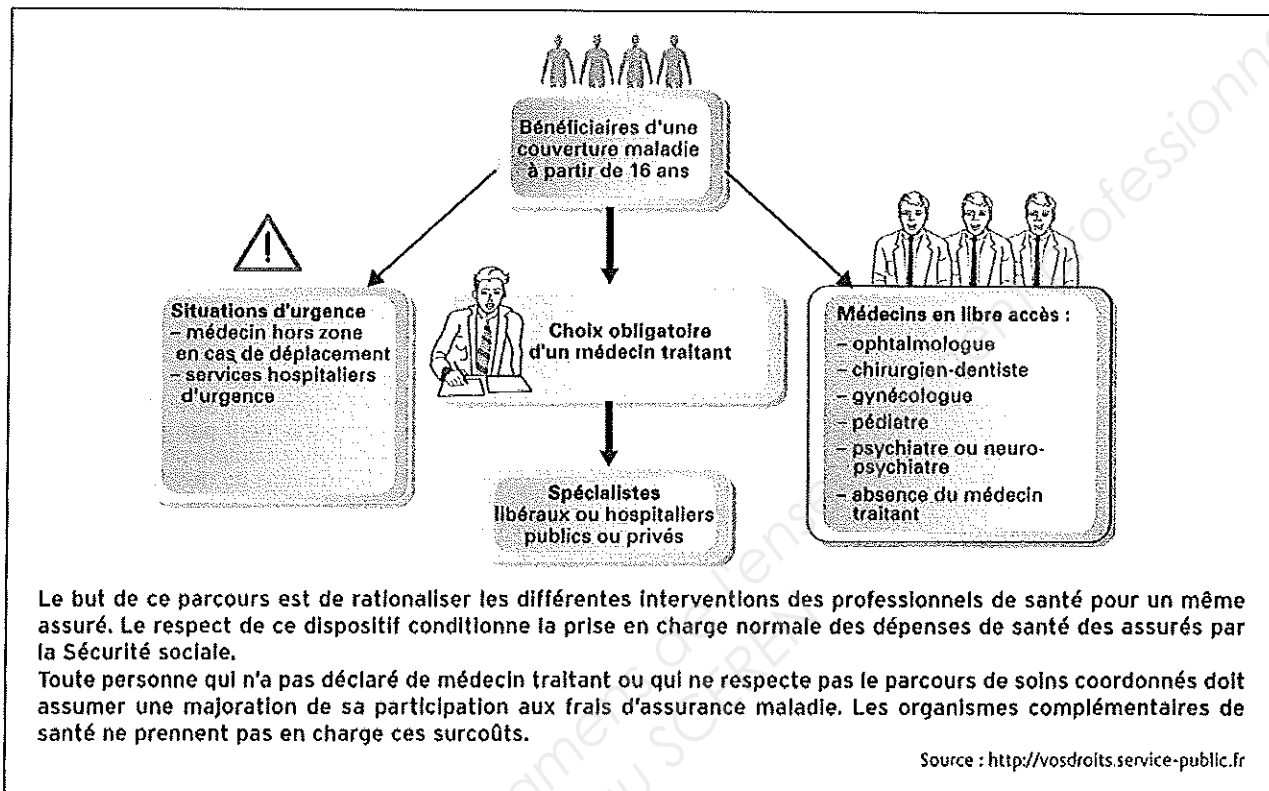 Bénéficiaires d'une
couverture maladie
à partir de 16 ans
Situations d'urgence
– médecin hors zone
en cas de déplacement
– services hospitaliers
d'urgence
Choix obligatoire
d'un médecin traitant
Spécialistes
libéraux ou hospitaliers
publics ou privés
Médecins en libre accès :
– ophtalmologue
– chirurgien-dentiste
– gynécologue
– pédiatre
– psychiatre ou neuro-
psychiatre
– absence du médecin
traitant
Le but de ce parcours est de rationaliser les différentes interventions des professionnels de santé pour un même
assuré. Le respect de ce dispositif conditionne la prise en charge normale des dépenses de santé des assurés par
la Sécurité sociale.
Toute personne qui n'a pas déclaré de médecin traitant ou qui ne respecte pas le parcours de soins coordonnés doit
assumer une majoration de sa participation aux frais d'assurance maladie. Les organismes complémentaires de
santé ne prennent pas en charge ces surcoûts.
Source : http://vosdroits.service-public.fr